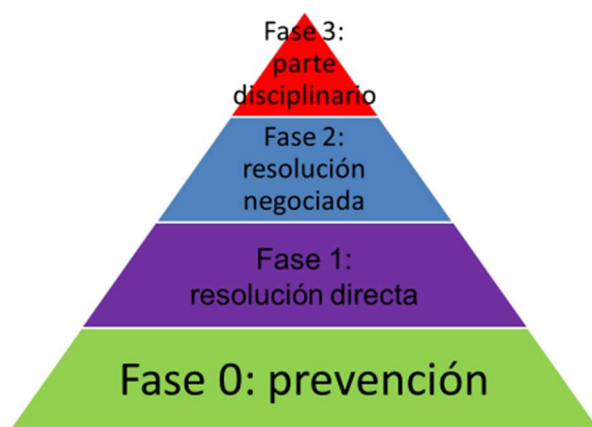 Fase 3:
parte
disciplinario
Fase 2:
resolución
negociada
Fase 1:
resolución directa
Fase 0: prevención